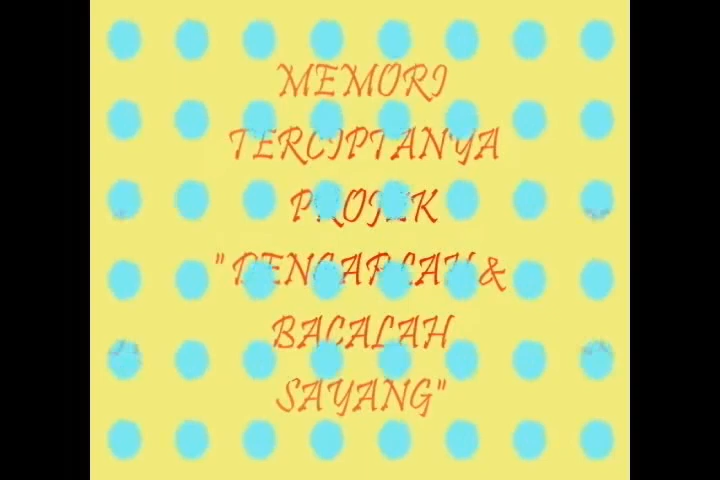 MEMORI
TERCIPTANYA
PROJEK
"DENGARLAH &
BACALAH
SAYANG"